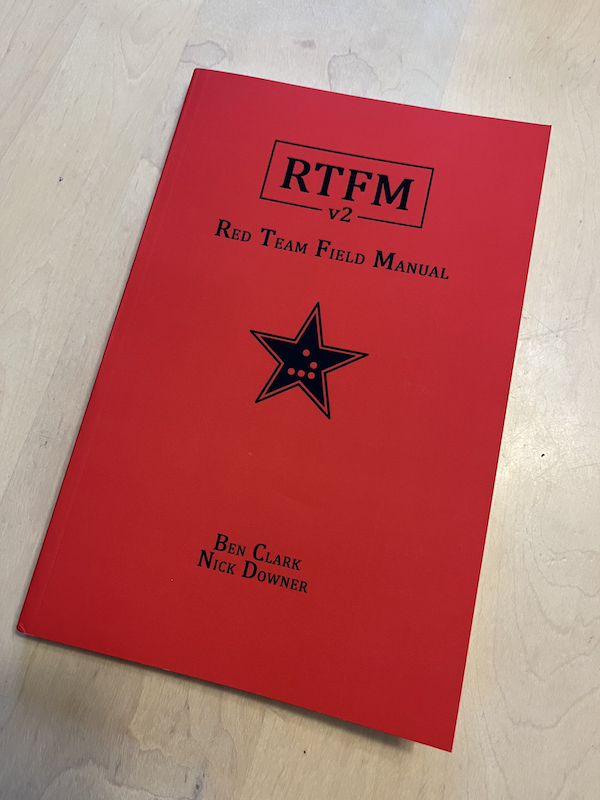 RTFM
v2
Red Team Field Manual
Ben Clark
Nick Downer